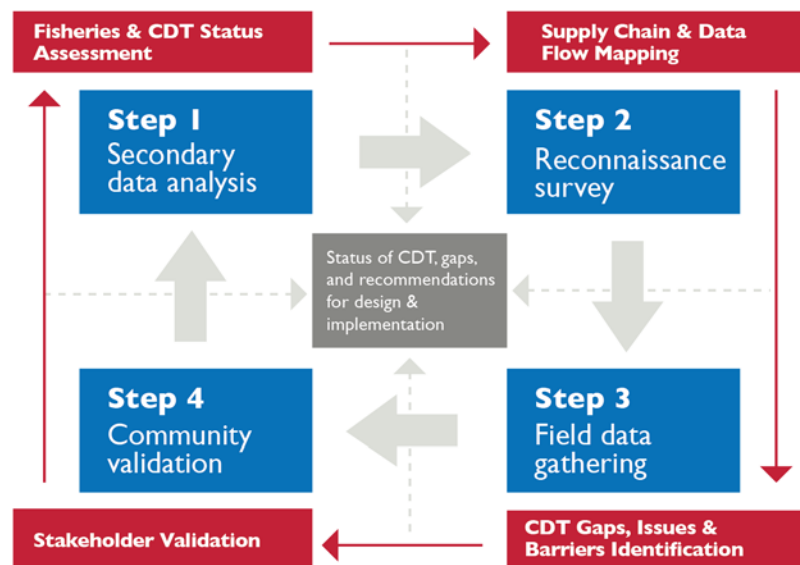 Fisheries & CDT Status
Assessment
Supply Chain & Data
Flow Mapping
Step 1
Secondary
data analysis
Step 2
Reconnaissance
survey
Status of CDT, gaps,
and recommendations
for design &
implementation
Step 4
Community
validation
Step 3
Field data
gathering
Stakeholder Validation
CDT Gaps, Issues &
Barriers Identification